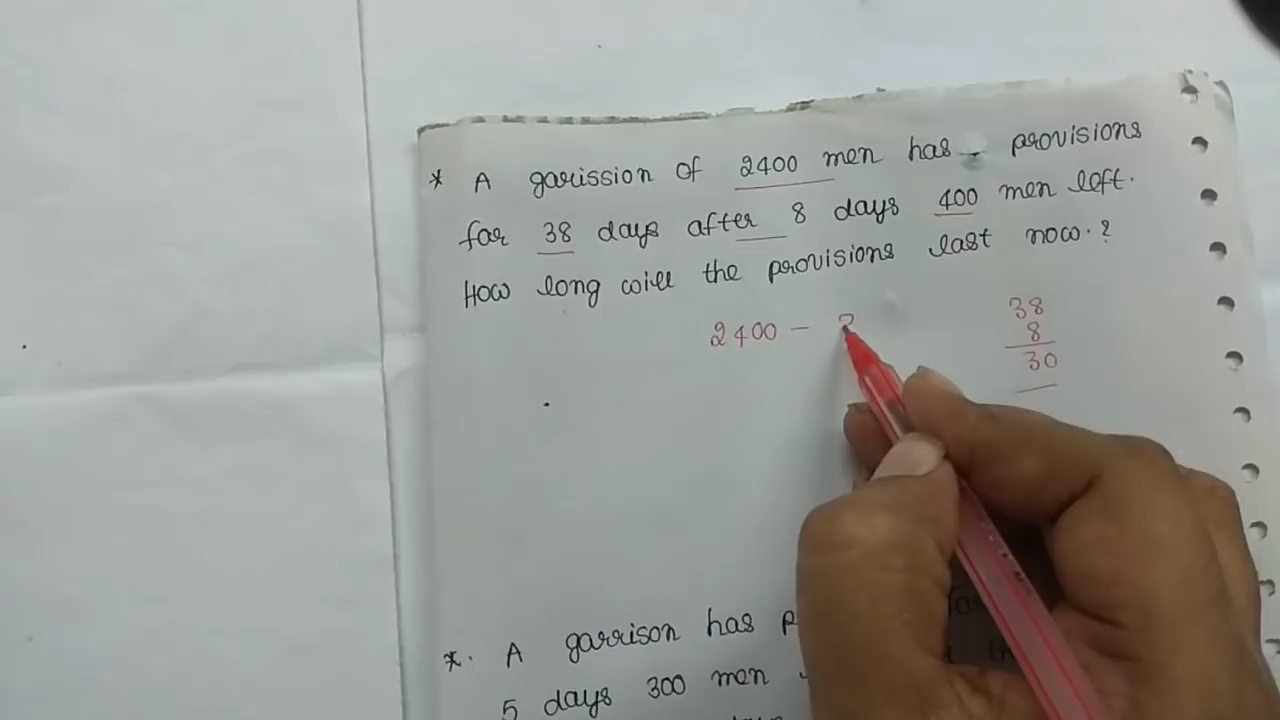 * A garission of 2400 men has provisions
for 38 days after 8 days 400 men left.
How long will the provisions last now.?
2400 -
38
8
30
*. A garrison has
5 days 300 men